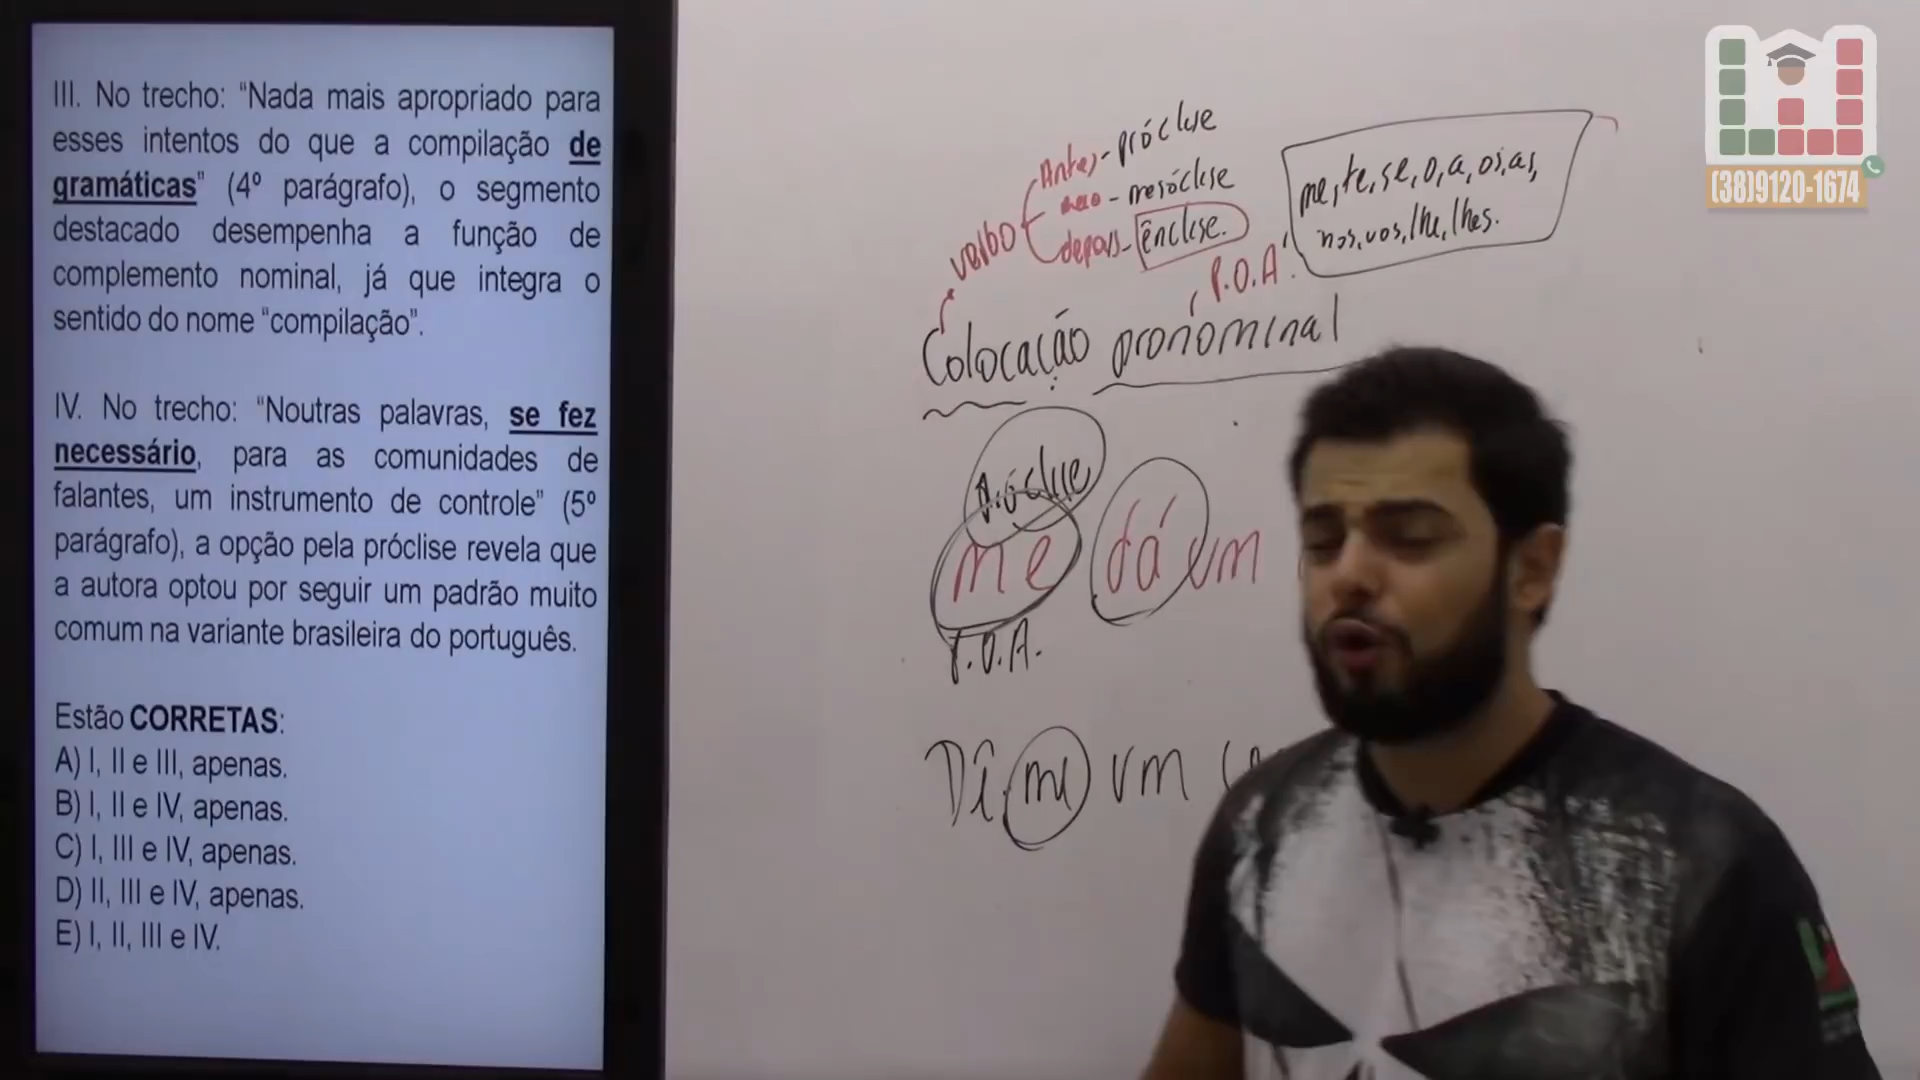 III. No trecho: “Nada mais apropriado para
esses intentos do que a compilação de
gramáticas” (4º parágrafo), o segmento
destacado desempenha a função de
complemento nominal, já que integra o
sentido do nome “compilação”.
IV. No trecho: “Noutras palavras, se fez
necessário, para as comunidades de
falantes, um instrumento de controle” (5º
parágrafo), a opção pela próclise revela que
a autora optou por seguir um padrão muito
comum na variante brasileira do português.
Estão CORRETAS:
A) I, II e III, apenas.
B) I, II e IV, apenas.
C) I, III e IV, apenas.
D) II, III e IV, apenas.
E) I, II, III e IV.
Antes - próclise
meio - mesóclise
verbo
depois - ênclise.
P.O.A.
me, te, se, o, a, os, as,
nos, vos, lhe, lhes.
Colocação pronominal
próclise
me dá um
P.O.A.
Dê me um
(38)9120-1674